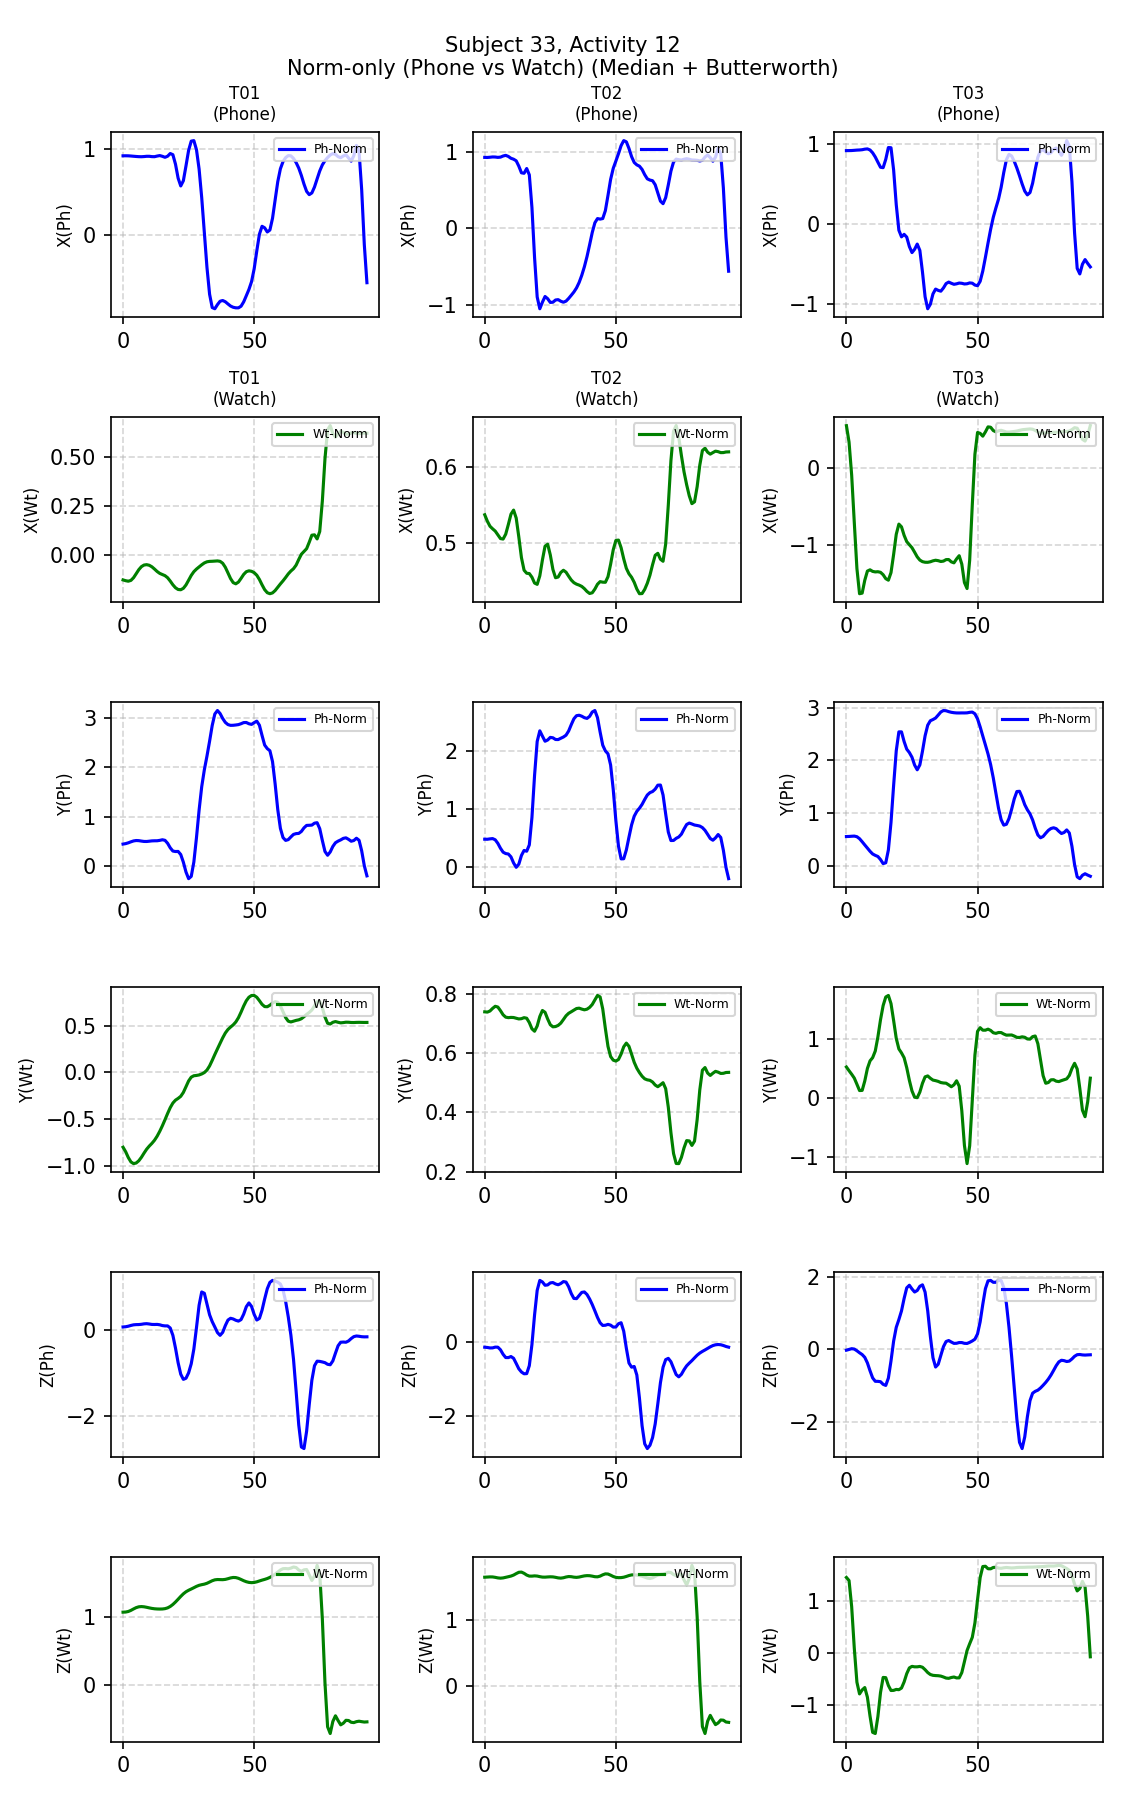 Subject 33, Activity 12
Norm-only (Phone vs Watch) (Median + Butterworth)
T01
(Phone)
T02
(Phone)
T03
(Phone)
X(Ph)
1
0
Ph-Norm
0 50
X(Ph)
1
0
−1
Ph-Norm
0 50
X(Ph)
1
0
−1
Ph-Norm
0 50
T01
(Watch)
T02
(Watch)
T03
(Watch)
X(Wt)
0.50
0.25
0.00
Wt-Norm
0 50
X(Wt)
0.6
0.5
Wt-Norm
0 50
X(Wt)
0
−1
Wt-Norm
0 50
Y(Ph)
3
2
1
0
Ph-Norm
0 50
Y(Ph)
2
1
0
Ph-Norm
0 50
Y(Ph)
3
2
1
0
Ph-Norm
0 50
Y(Wt)
0.5
0.0
−0.5
−1.0
Wt-Norm
0 50
Y(Wt)
0.8
0.6
0.4
0.2
Wt-Norm
0 50
Y(Wt)
1
0
−1
Wt-Norm
0 50
Z(Ph)
0
−2
Ph-Norm
0 50
Z(Ph)
0
−2
Ph-Norm
0 50
Z(Ph)
2
0
−2
Ph-Norm
0 50
Z(Wt)
1
0
Wt-Norm
0 50
Z(Wt)
1
0
Wt-Norm
0 50
Z(Wt)
1
0
−1
Wt-Norm
0 50